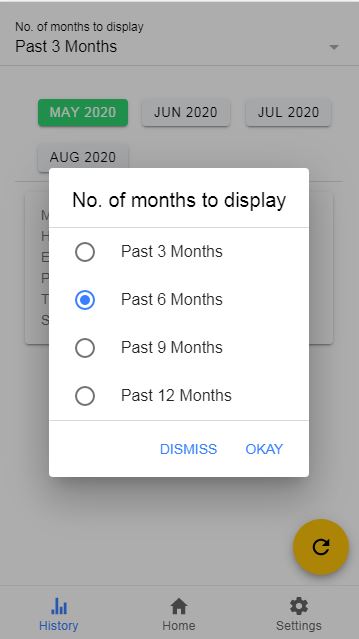 No. of months to display
Past 3 Months
MAY 2020
JUN 2020
JUL 2020
AUG 2020
No. of months to display
Past 3 Months
Past 6 Months
Past 9 Months
Past 12 Months
DISMISS
OKAY
History
Home
Settings